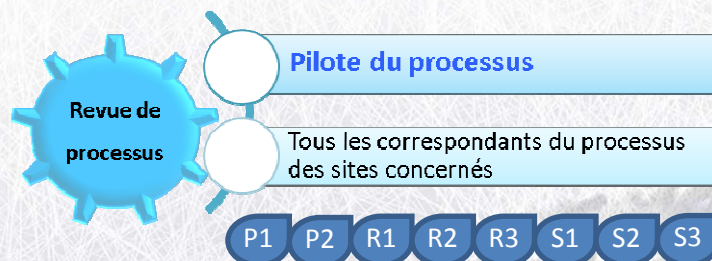 Revue de
processus
Pilote du processus
Tous les correspondants du processus
des sites concernés
P1 P2 R1 R2 R3 S1 S2 S3